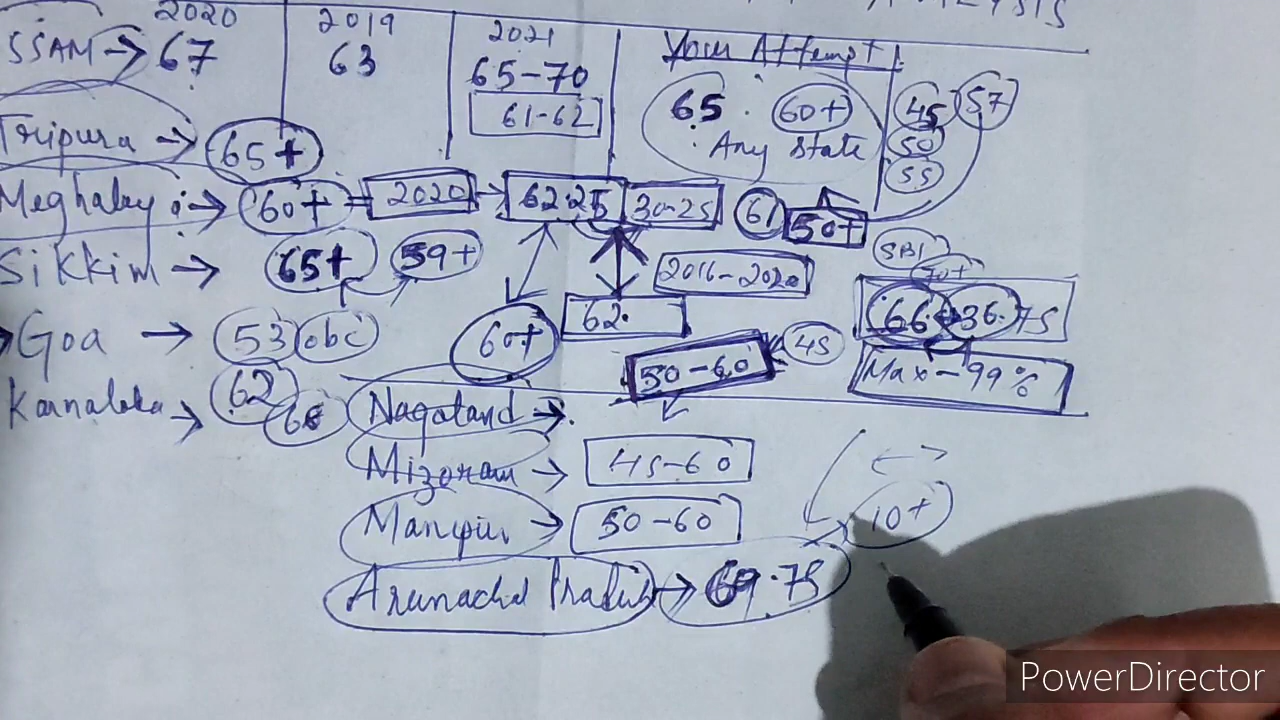 2020 2019 2021 Your Attempt
SSAM → 67 63 65-70 65 . 60+ 45 57
61-62 Any State 50
Tripura → 65+ 55
Meghalay → 60+ = 2020 → 62.25 30-25 61 50+
Sikkim → 65+ 59+ 2016-2020 SBI
70+
Goa → 53 obc 60+ 62. 66 36.75
50-60 45 Max - 99%
Karnataka → 62
Nagaland →
Mizoram → 45-60
Manipur → 50-60 10+
Arunachal Pradesh → 69.75
PowerDirector